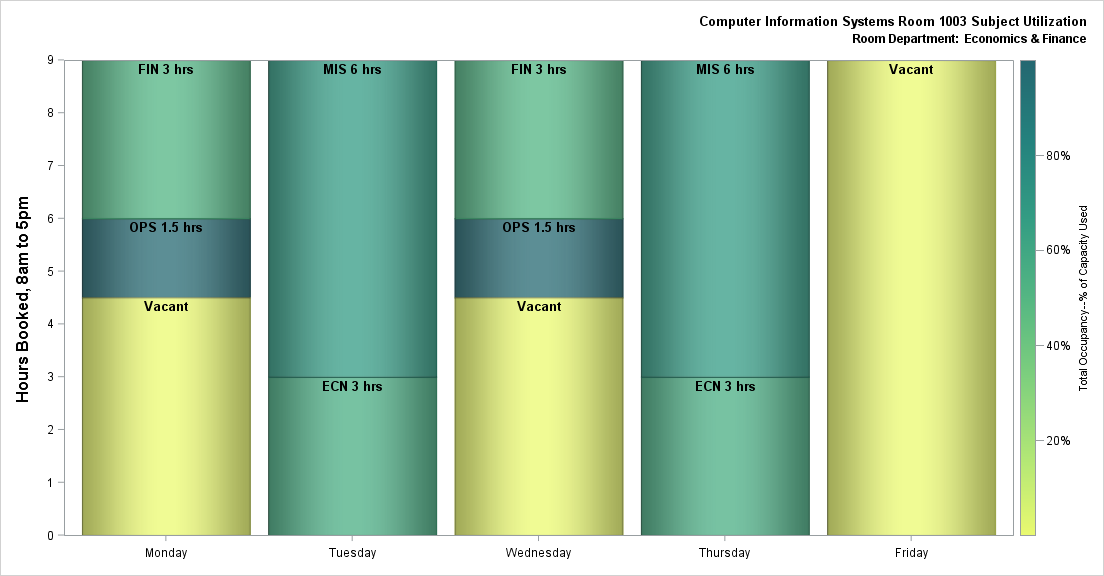 Computer Information Systems Room 1003 Subject Utilization
Room Department: Economics & Finance
Hours Booked, 8am to 5pm
9
8
7
6
5
4
3
2
1
0
FIN 3 hrs
OPS 1.5 hrs
Vacant
MIS 6 hrs
ECN 3 hrs
FIN 3 hrs
OPS 1.5 hrs
Vacant
MIS 6 hrs
ECN 3 hrs
Vacant
Monday
Tuesday
Wednesday
Thursday
Friday
80%
60%
40%
20%
Total Occupancy--% of Capacity Used